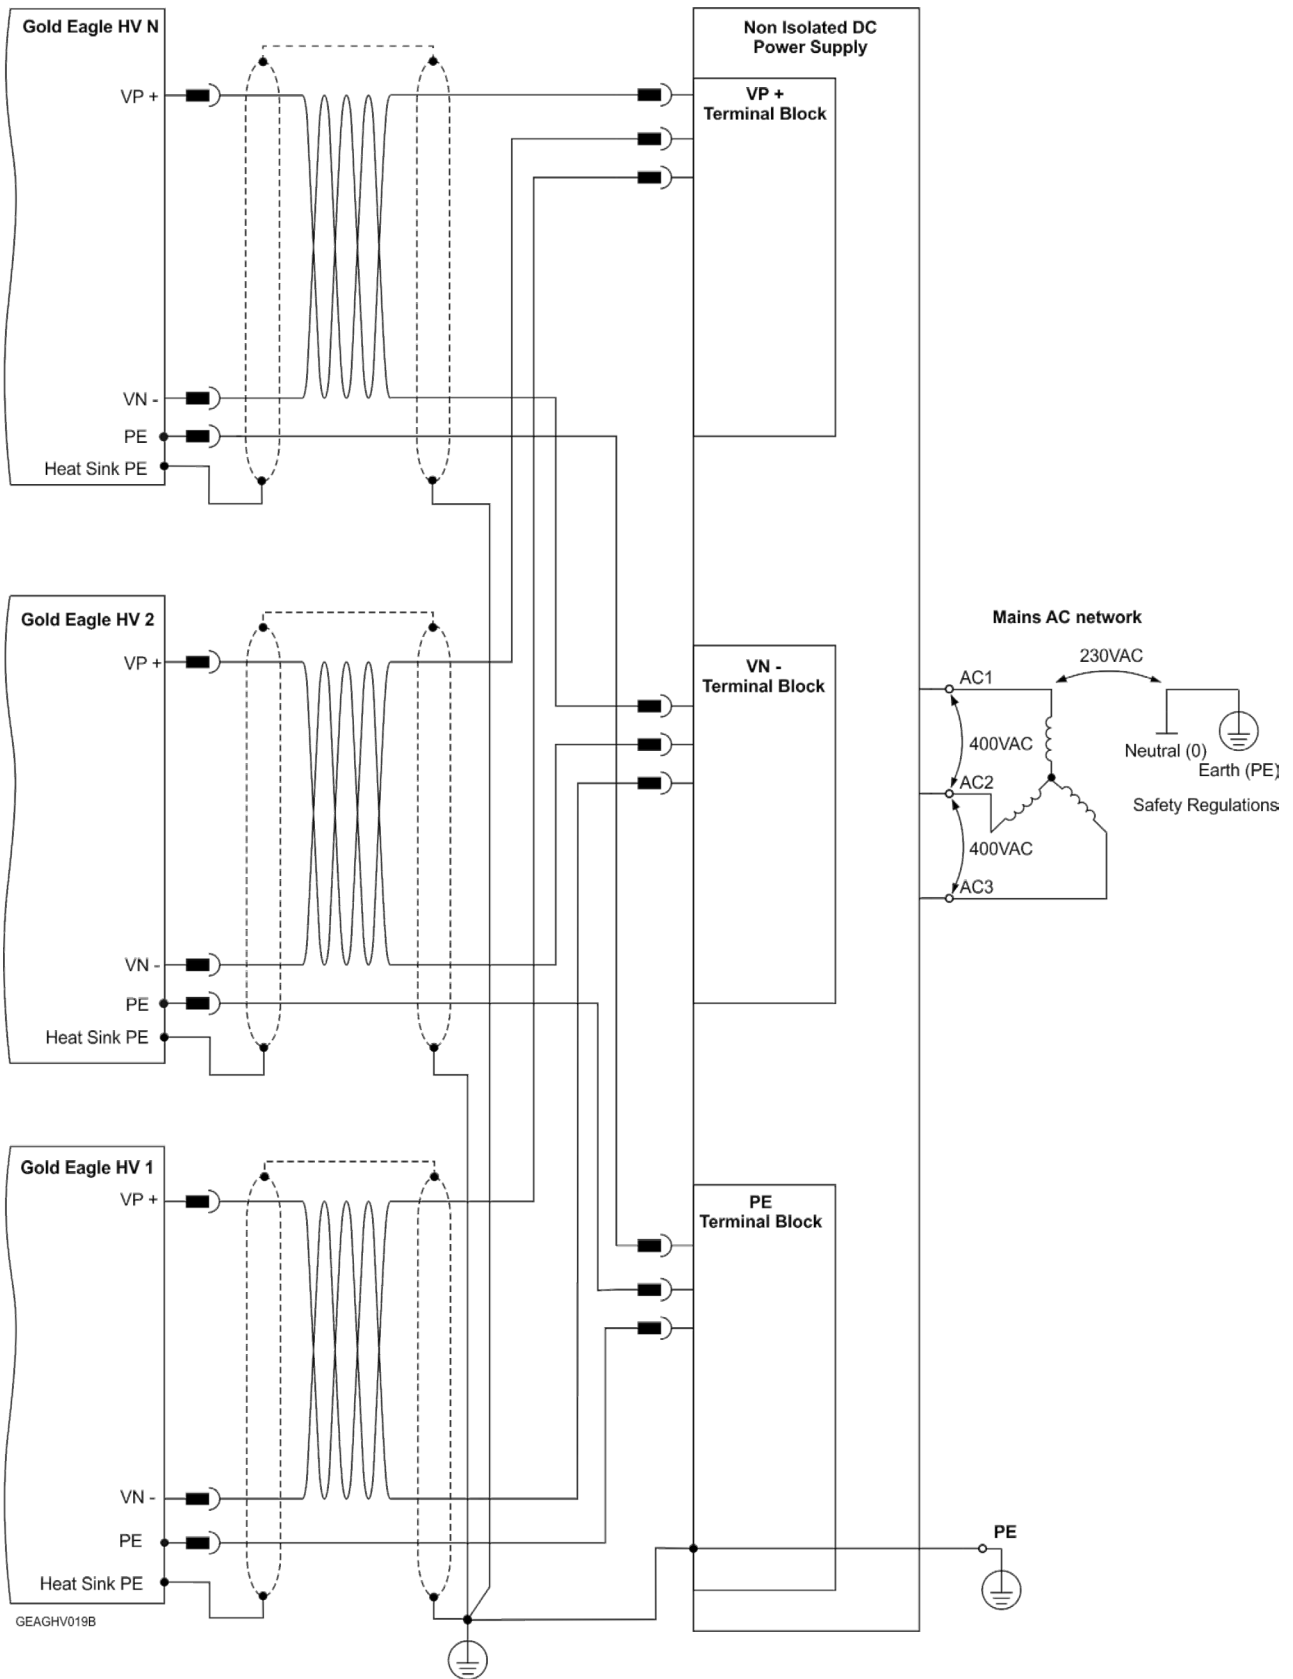 Gold Eagle HV N
VP +
VN -
PE
Heat Sink PE
Non Isolated DC
Power Supply
VP +
Terminal Block
Gold Eagle HV 2
VP +
VN -
PE
Heat Sink PE
VN -
Terminal Block
Mains AC network
230VAC
AC1
400VAC
Neutral (0)
Earth (PE)
AC2
Safety Regulations
400VAC
AC3
Gold Eagle HV 1
VP +
VN -
PE
Heat Sink PE
PE
Terminal Block
PE
GEAGHV019B